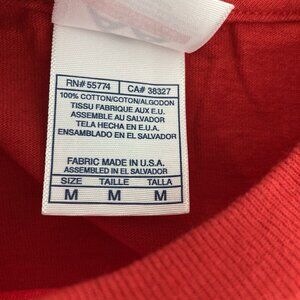 RN# 55774 CA# 38327
100% COTTON/COTON/ALGODON
TISSU FABRIQUE AUX E.U.
ASSEMBLE AU SALVADOR
TELA HECHA EN E.U.A.
ENSAMBLADO EN EL SALVADOR
FABRIC MADE IN U.S.A.
ASSEMBLED IN EL SALVADOR
SIZE TAILLE TALLA
M M M